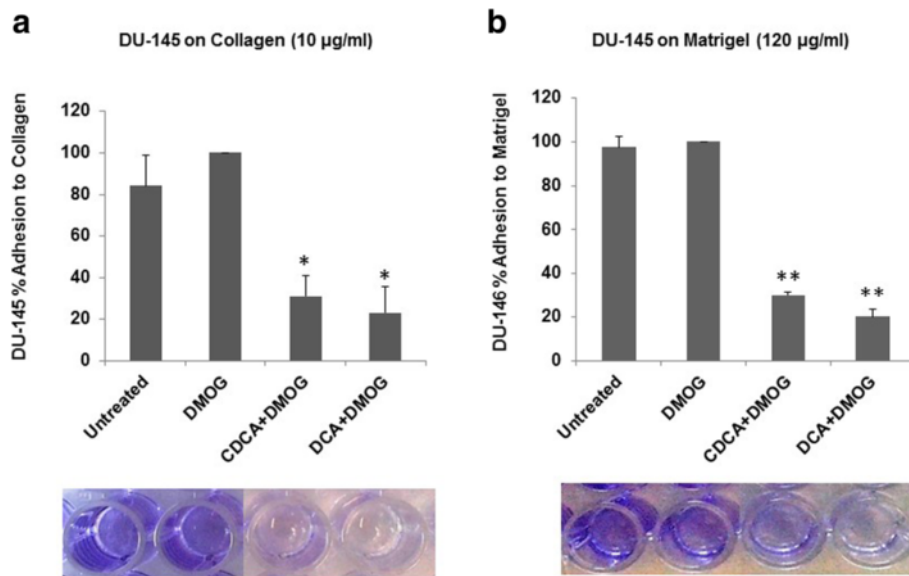 a
DU-145 on Collagen (10 µg/ml)
DU-145 % Adhesion to Collagen
120
100
80
60
40
20
0
*
*
Untreated
DMOG
CDCA+DMOG
DCA+DMOG
b
DU-145 on Matrigel (120 µg/ml)
DU-146 % Adhesion to Matrigel
120
100
80
60
40
20
0
**
**
Untreated
DMOG
CDCA+DMOG
DCA+DMOG